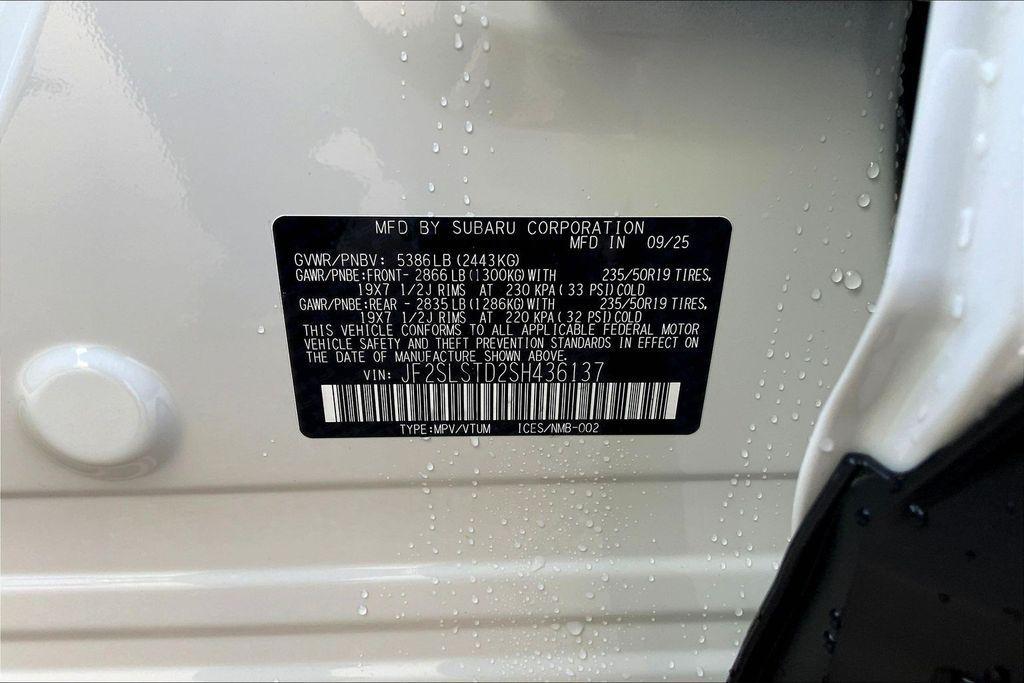 MFD BY SUBARU CORPORATION
MFD IN 09/25
GVWR/PNBV: 5386LB(2443KG)
GAWR/PNBE:FRONT- 2866LB(1300KG)WITH 235/50R19 TIRES,
19X7 1/2J RIMS AT 230 KPA(33 PSI)COLD
GAWR/PNBE:REAR - 2835LB(1286KG)WITH 235/50R19 TIRES,
19X7 1/2J RIMS AT 220 KPA(32 PSI)COLD
THIS VEHICLE CONFORMS TO ALL APPLICABLE FEDERAL MOTOR
VEHICLE SAFETY AND THEFT PREVENTION STANDARDS IN EFFECT ON
THE DATE OF MANUFACTURE SHOWN ABOVE.
VIN: JF2SLSTD2SH436137
TYPE:MPV/VTUM ICES/NMB-002